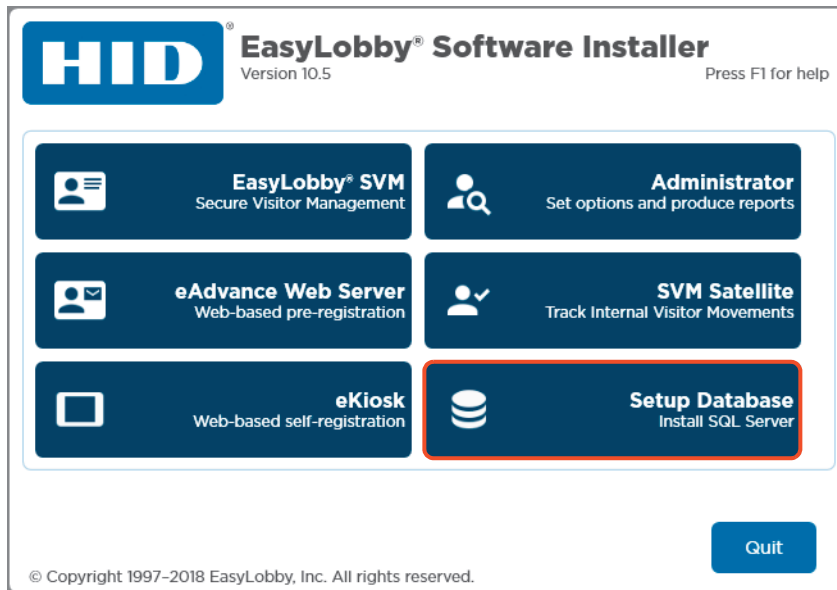 HID® EasyLobby® Software Installer
Version 10.5
Press F1 for help
EasyLobby® SVM
Secure Visitor Management
Administrator
Set options and produce reports
eAdvance Web Server
Web-based pre-registration
SVM Satellite
Track Internal Visitor Movements
eKiosk
Web-based self-registration
Setup Database
Install SQL Server
Quit
© Copyright 1997-2018 EasyLobby, Inc. All rights reserved.